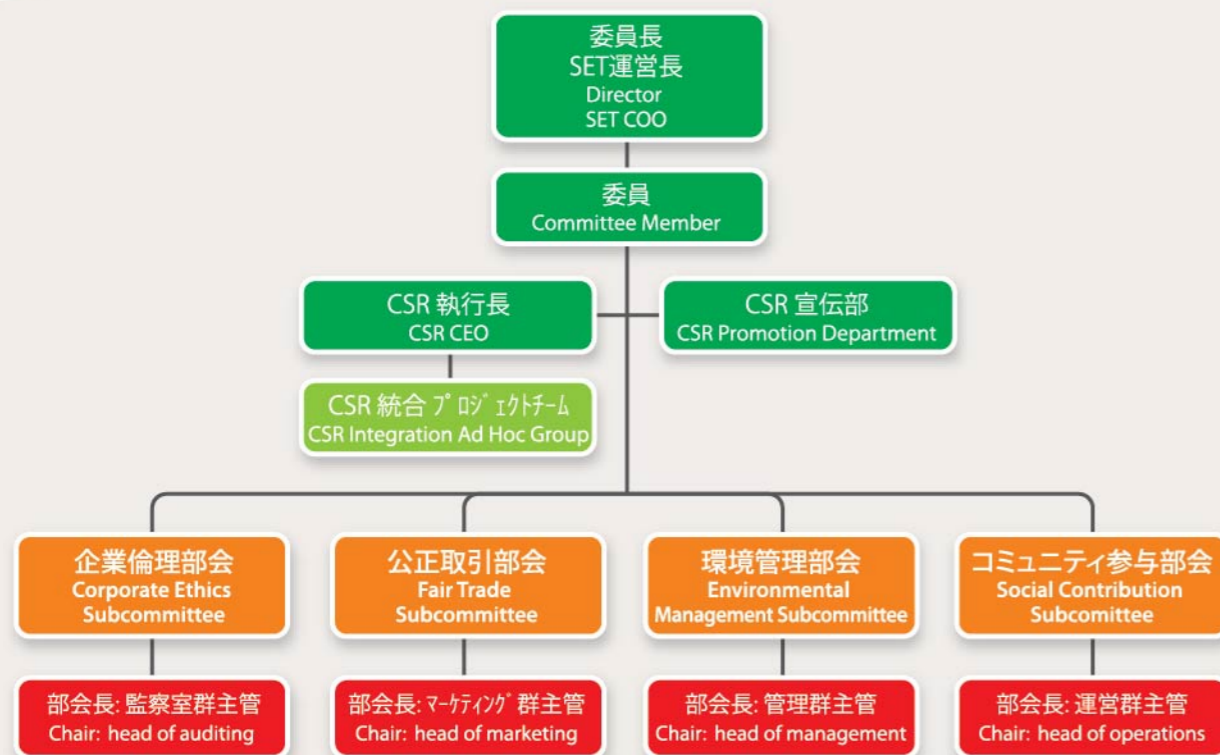 委員長
SET運営長
Director
SET COO
委員
Committee Member
CSR 執行長
CSR CEO
CSR 宣伝部
CSR Promotion Department
CSR 統合 ﾌﾟﾛｼﾞｪｸﾄﾁｰﾑ
CSR Integration Ad Hoc Group
企業倫理部会
Corporate Ethics
Subcommittee
公正取引部会
Fair Trade
Subcommittee
環境管理部会
Environmental
Management Subcommittee
コミュニティ参与部会
Social Contribution
Subcomittee
部会長: 監察室群主管
Chair: head of auditing
部会長: ﾏｰｹﾃｨﾝｸﾞ 群主管
Chair: head of marketing
部会長: 管理群主管
Chair: head of management
部会長: 運営群主管
Chair: head of operations